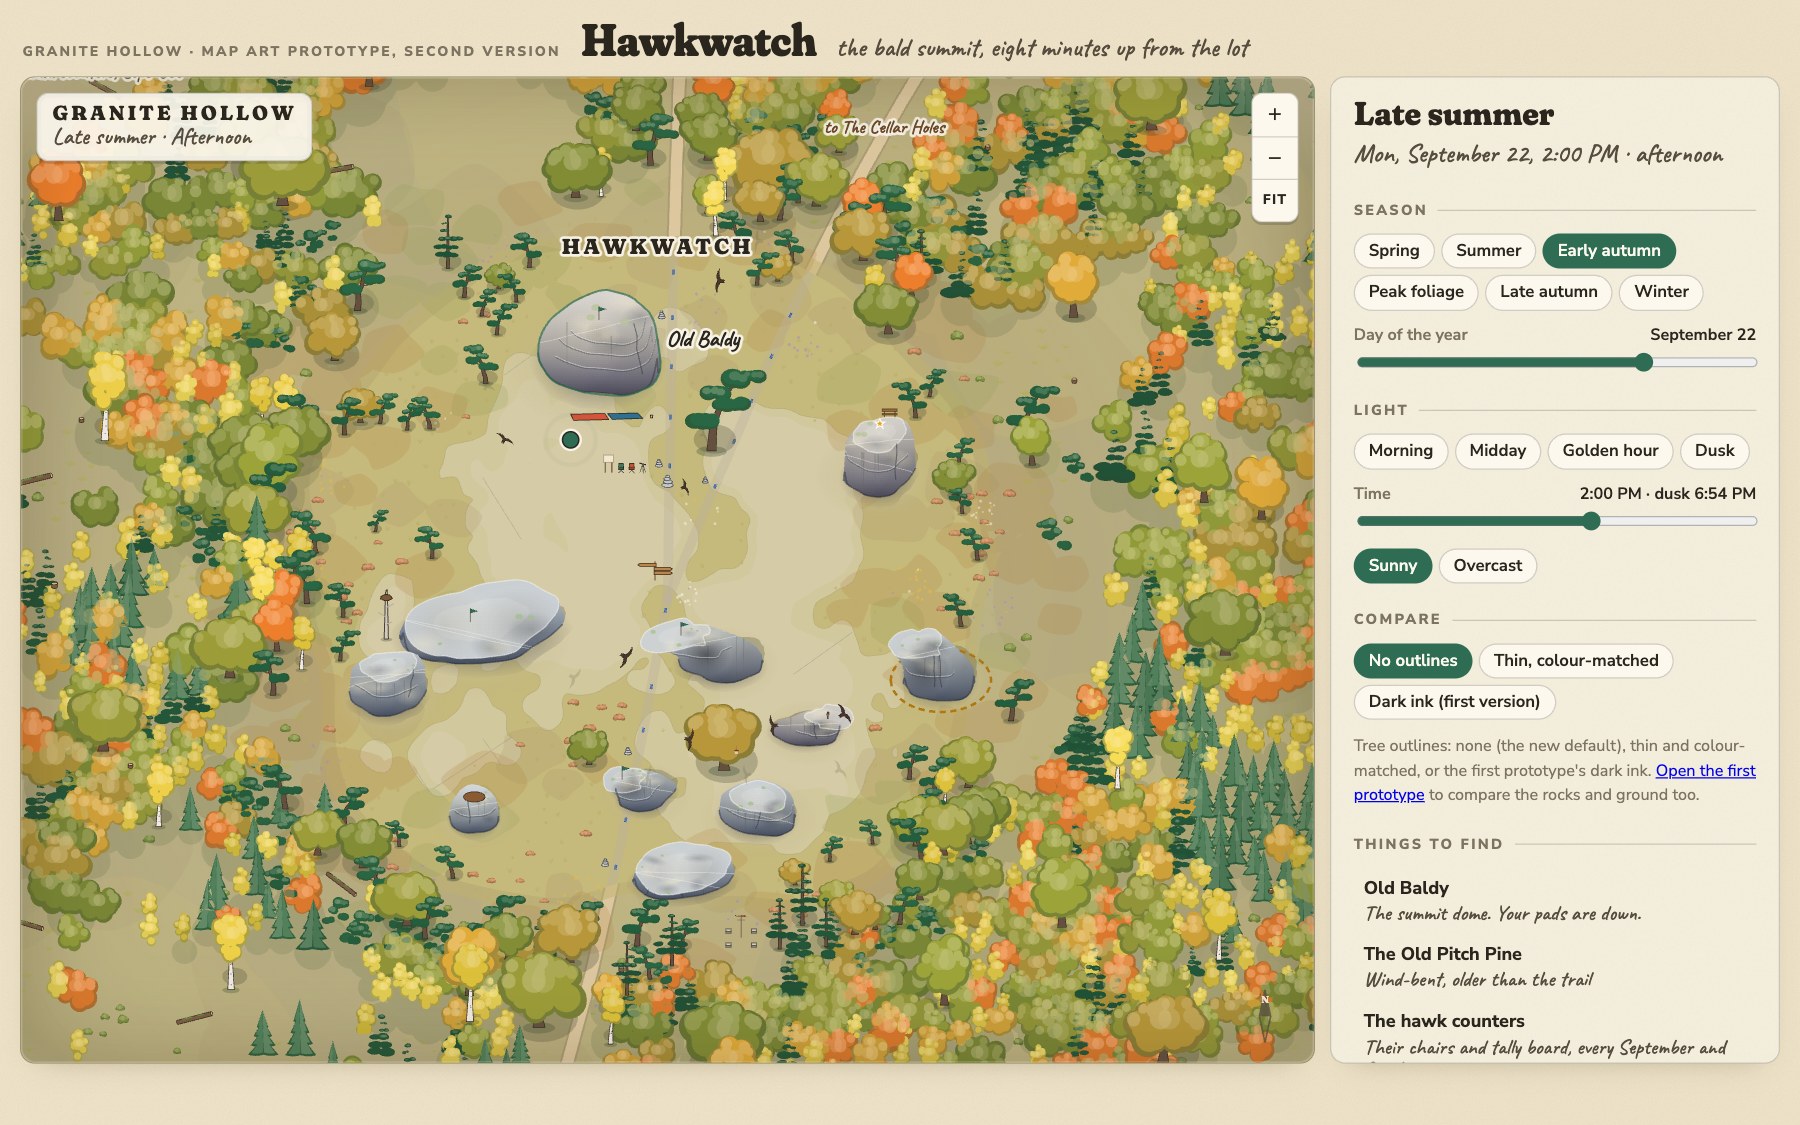 GRANITE HOLLOW · MAP ART PROTOTYPE, SECOND VERSION
Hawkwatch
the bald summit, eight minutes up from the lot
GRANITE HOLLOW
Late summer · Afternoon
to The Cellar Holes
HAWKWATCH
Old Baldy
N
+
−
FIT
Late summer
Mon, September 22, 2:00 PM · afternoon
SEASON
Spring
Summer
Early autumn
Peak foliage
Late autumn
Winter
Day of the year
September 22
LIGHT
Morning
Midday
Golden hour
Dusk
Time
2:00 PM · dusk 6:54 PM
Sunny
Overcast
COMPARE
No outlines
Thin, colour-matched
Dark ink (first version)
Tree outlines: none (the new default), thin and colour-
matched, or the first prototype's dark ink. Open the first
prototype to compare the rocks and ground too.
THINGS TO FIND
Old Baldy
The summit dome. Your pads are down.
The Old Pitch Pine
Wind-bent, older than the trail
The hawk counters
Their chairs and tally board, every September and